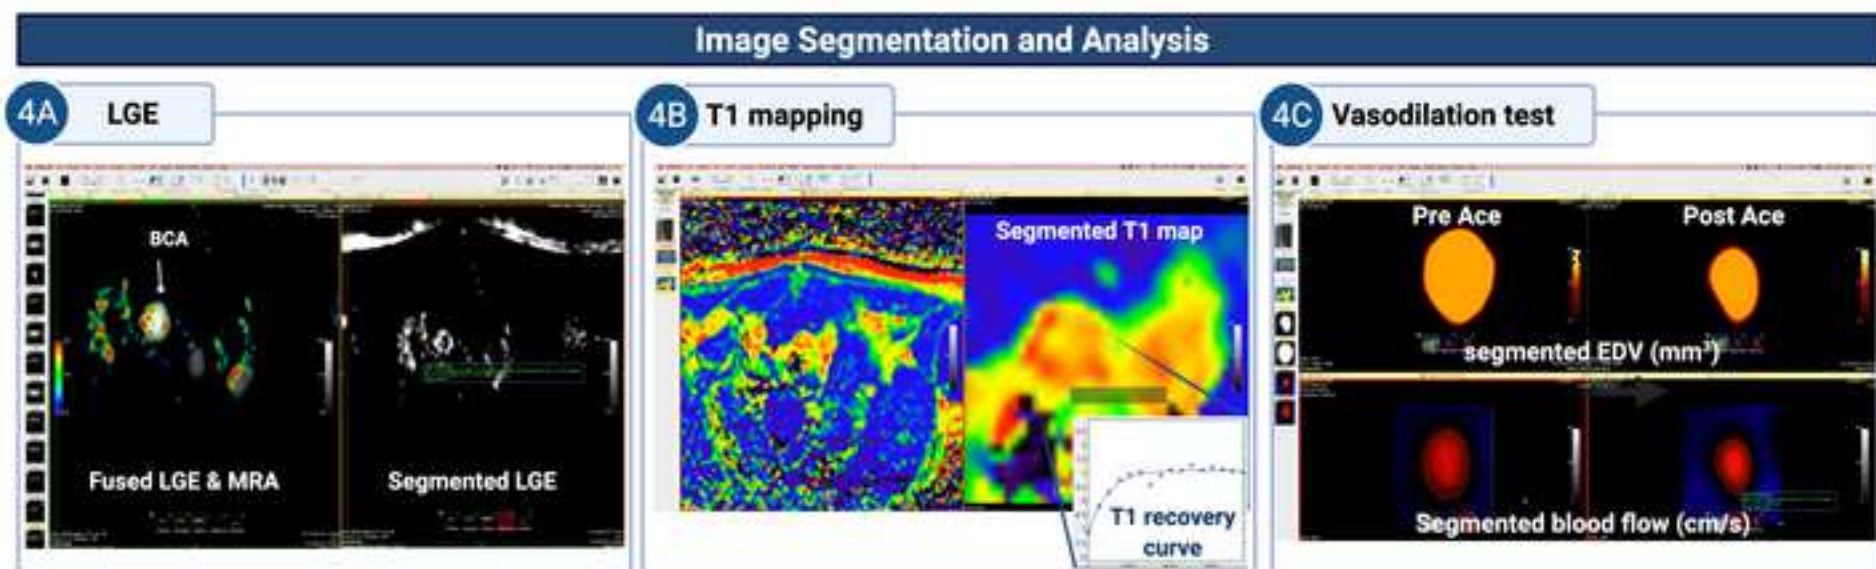 Image Segmentation and Analysis
4A LGE
BCA
Fused LGE & MRA
Segmented LGE
4B T1 mapping
Segmented T1 map
T1 recovery
curve
4C Vasodilation test
Pre Ace
Post Ace
segmented EDV (mm³)
Segmented blood flow (cm/s)